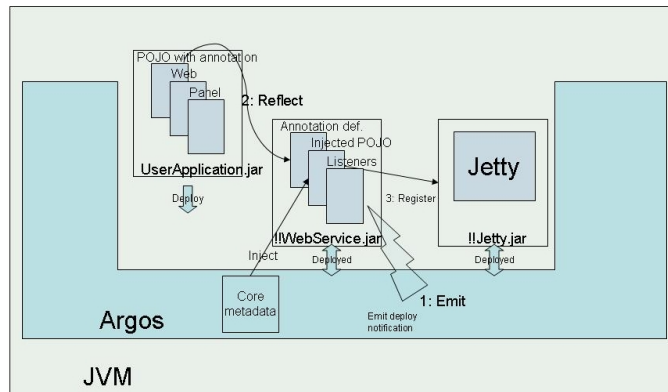 POJO with annotation
Web
Panel
2: Reflect
UserApplication.jar
Deploy
Annotation def.
Injected POJO
Listeners
!!WebService.jar
Deployed
Jetty
3: Register
!!Jetty.jar
Deployed
Inject
Core
metadata
1: Emit
Emit deploy
notification
Argos
JVM